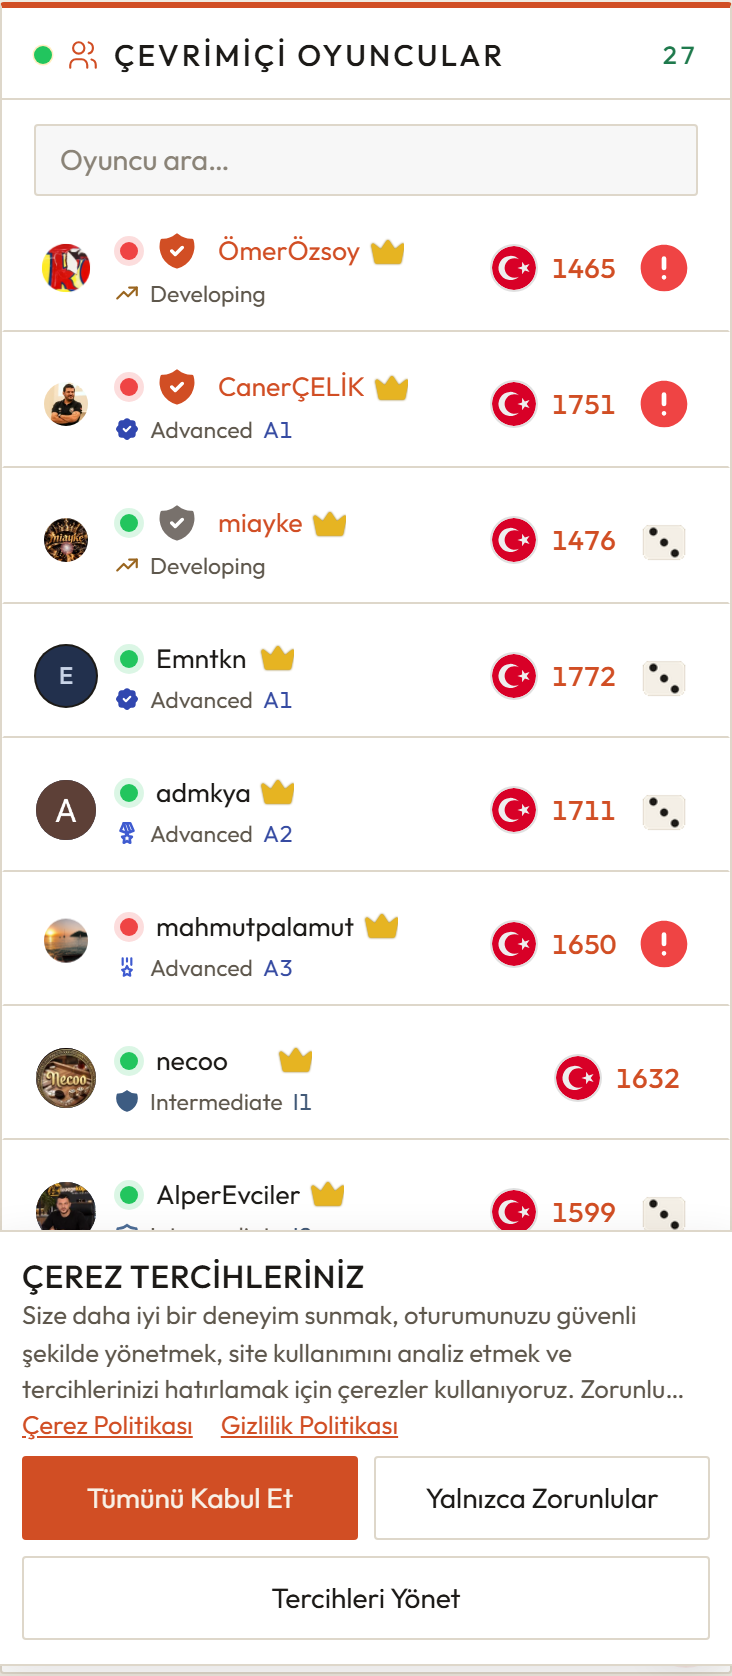 ÇEVRİMİÇİ OYUNCULAR 27
Oyuncu ara...
ÖmerÖzsoy 1465
Developing
CanerÇELİK 1751
Advanced A1
miayke
miayke 1476
Developing
E
Emntkn 1772
Advanced A1
A
admkya 1711
Advanced A2
mahmutpalamut 1650
Advanced A3
Necoo
necoo 1632
Intermediate I1
AlperEvciler 1599
ÇEREZ TERCİHLERİNİZ
Size daha iyi bir deneyim sunmak, oturumunuzu güvenli
şekilde yönetmek, site kullanımını analiz etmek ve
tercihlerinizi hatırlamak için çerezler kullanıyoruz. Zorunlu...
Çerez Politikası Gizlilik Politikası
Tümünü Kabul Et Yalnızca Zorunlular
Tercihleri Yönet